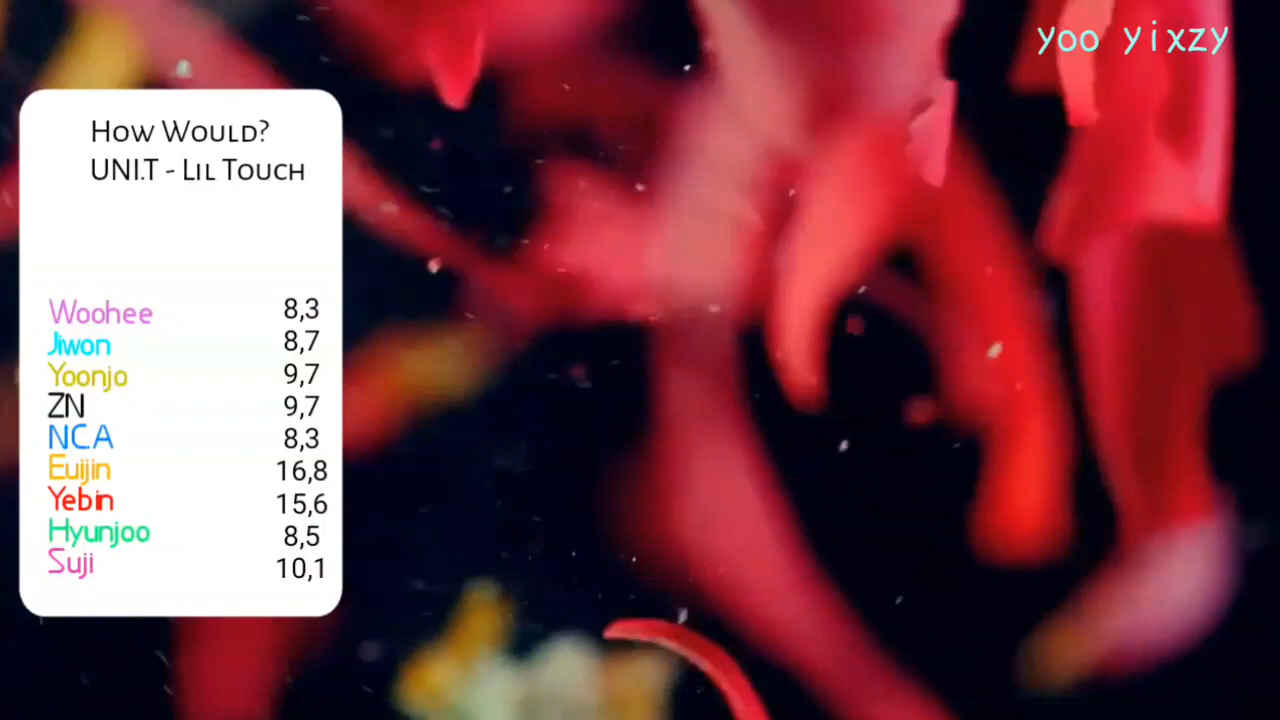 yoo yixzy
How Would?
UNI.T - Lil Touch
Woohee 8,3
Jiwon 8,7
Yoonjo 9,7
ZN 9,7
NC.A 8,3
Euijin 16,8
Yebin 15,6
Hyunjoo 8,5
Suji 10,1